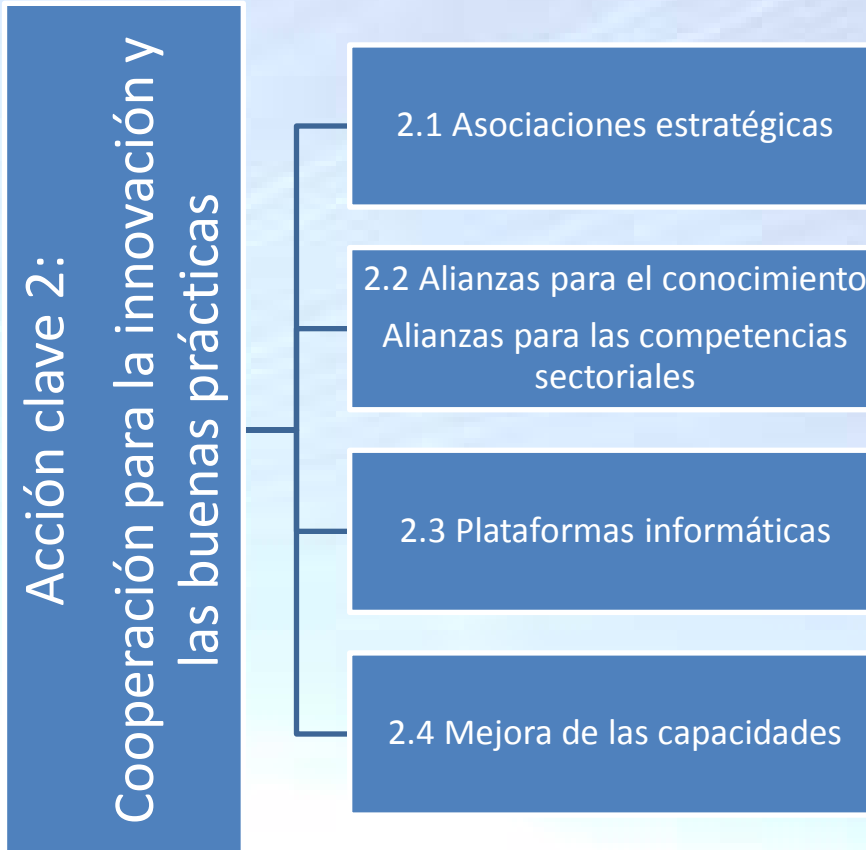 Acción clave 2:
Cooperación para la innovación y
las buenas prácticas
2.1 Asociaciones estratégicas
2.2 Alianzas para el conocimiento
Alianzas para las competencias
sectoriales
2.3 Plataformas informáticas
2.4 Mejora de las capacidades